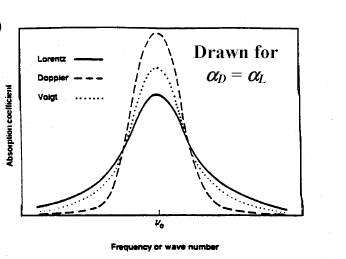 )
Lorentz
Doppler
Voigt
Drawn for
αD = αL
Absorption coefficient
ν₀
Frequency or wave number